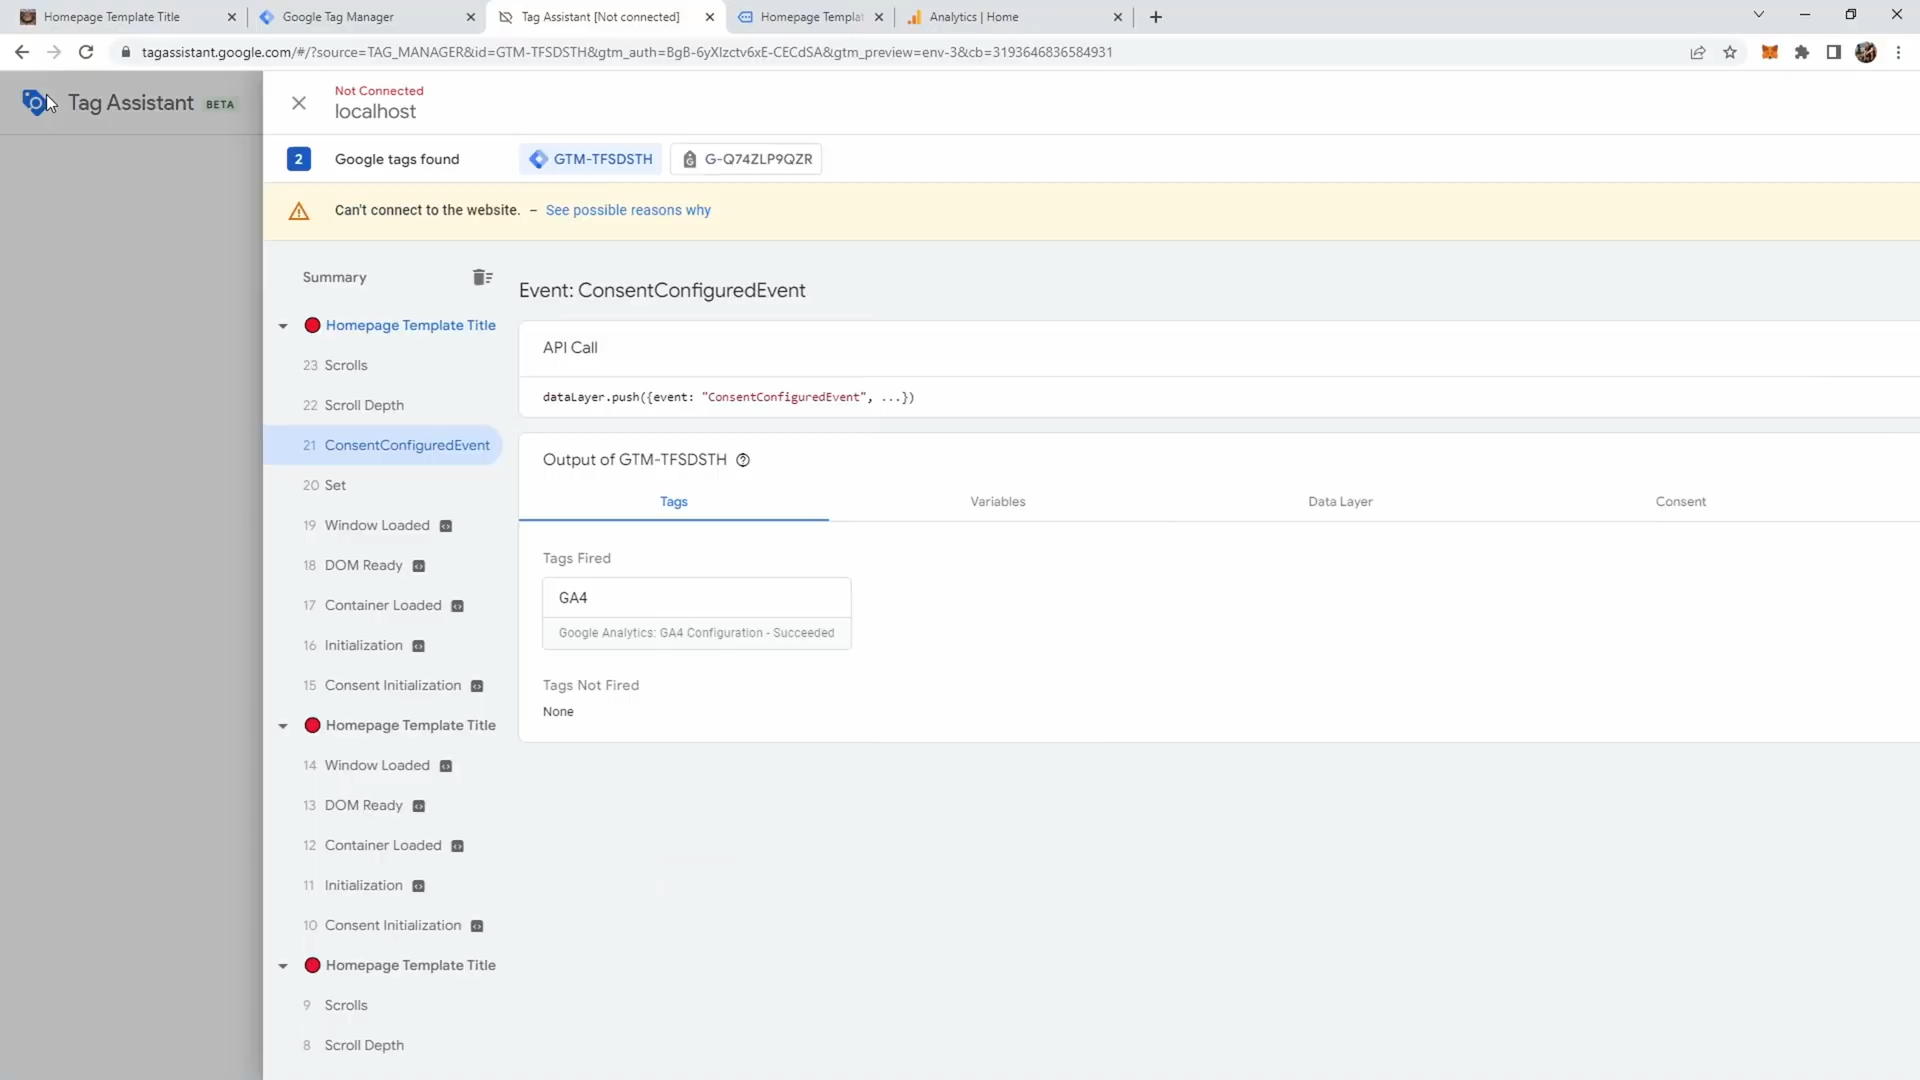 Homepage Template Title
Google Tag Manager
Tag Assistant [Not connected]
Homepage Templat
Analytics | Home
tagassistant.google.com/#/?source=TAG_MANAGER&id=GTM-TFSDSTH&gtm_auth=BgB-6yXlzctv6xE-CECdSA&gtm_preview=env-3&cb=3193646836584931
Tag Assistant BETA
Not Connected
localhost
2 Google tags found GTM-TFSDSTH G-Q74ZLP9QZR
Can't connect to the website. – See possible reasons why
Summary
Homepage Template Title
23 Scrolls
22 Scroll Depth
21 ConsentConfiguredEvent
20 Set
19 Window Loaded
18 DOM Ready
17 Container Loaded
16 Initialization
15 Consent Initialization
Homepage Template Title
14 Window Loaded
13 DOM Ready
12 Container Loaded
11 Initialization
10 Consent Initialization
Homepage Template Title
9 Scrolls
8 Scroll Depth
Event: ConsentConfiguredEvent
API Call
dataLayer.push({event: "ConsentConfiguredEvent", ...})
Output of GTM-TFSDSTH
Tags Variables Data Layer Consent
Tags Fired
GA4
Google Analytics: GA4 Configuration - Succeeded
Tags Not Fired
None